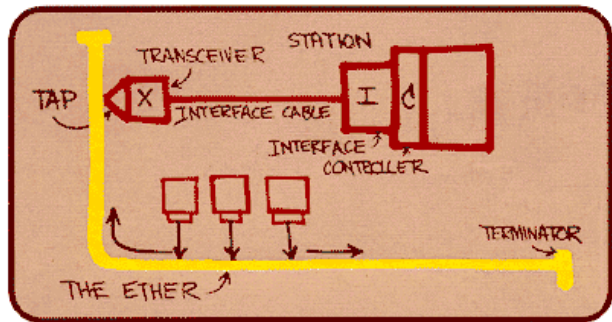 STATION
TRANSCEIVER
TAP
X
I
C
INTERFACE CABLE
INTERFACE
CONTROLLER
TERMINATOR
THE ETHER